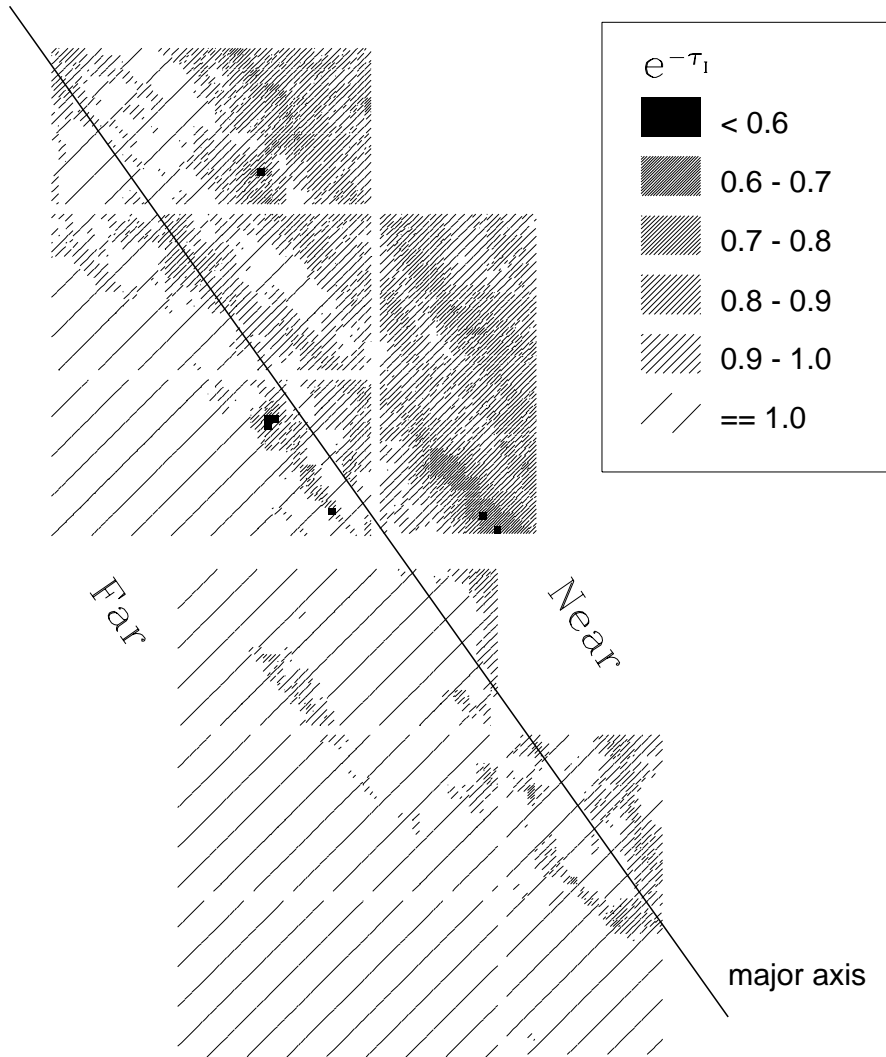 e^{-τ_I}
< 0.6
0.6 - 0.7
0.7 - 0.8
0.8 - 0.9
0.9 - 1.0
== 1.0
Far
Near
major axis